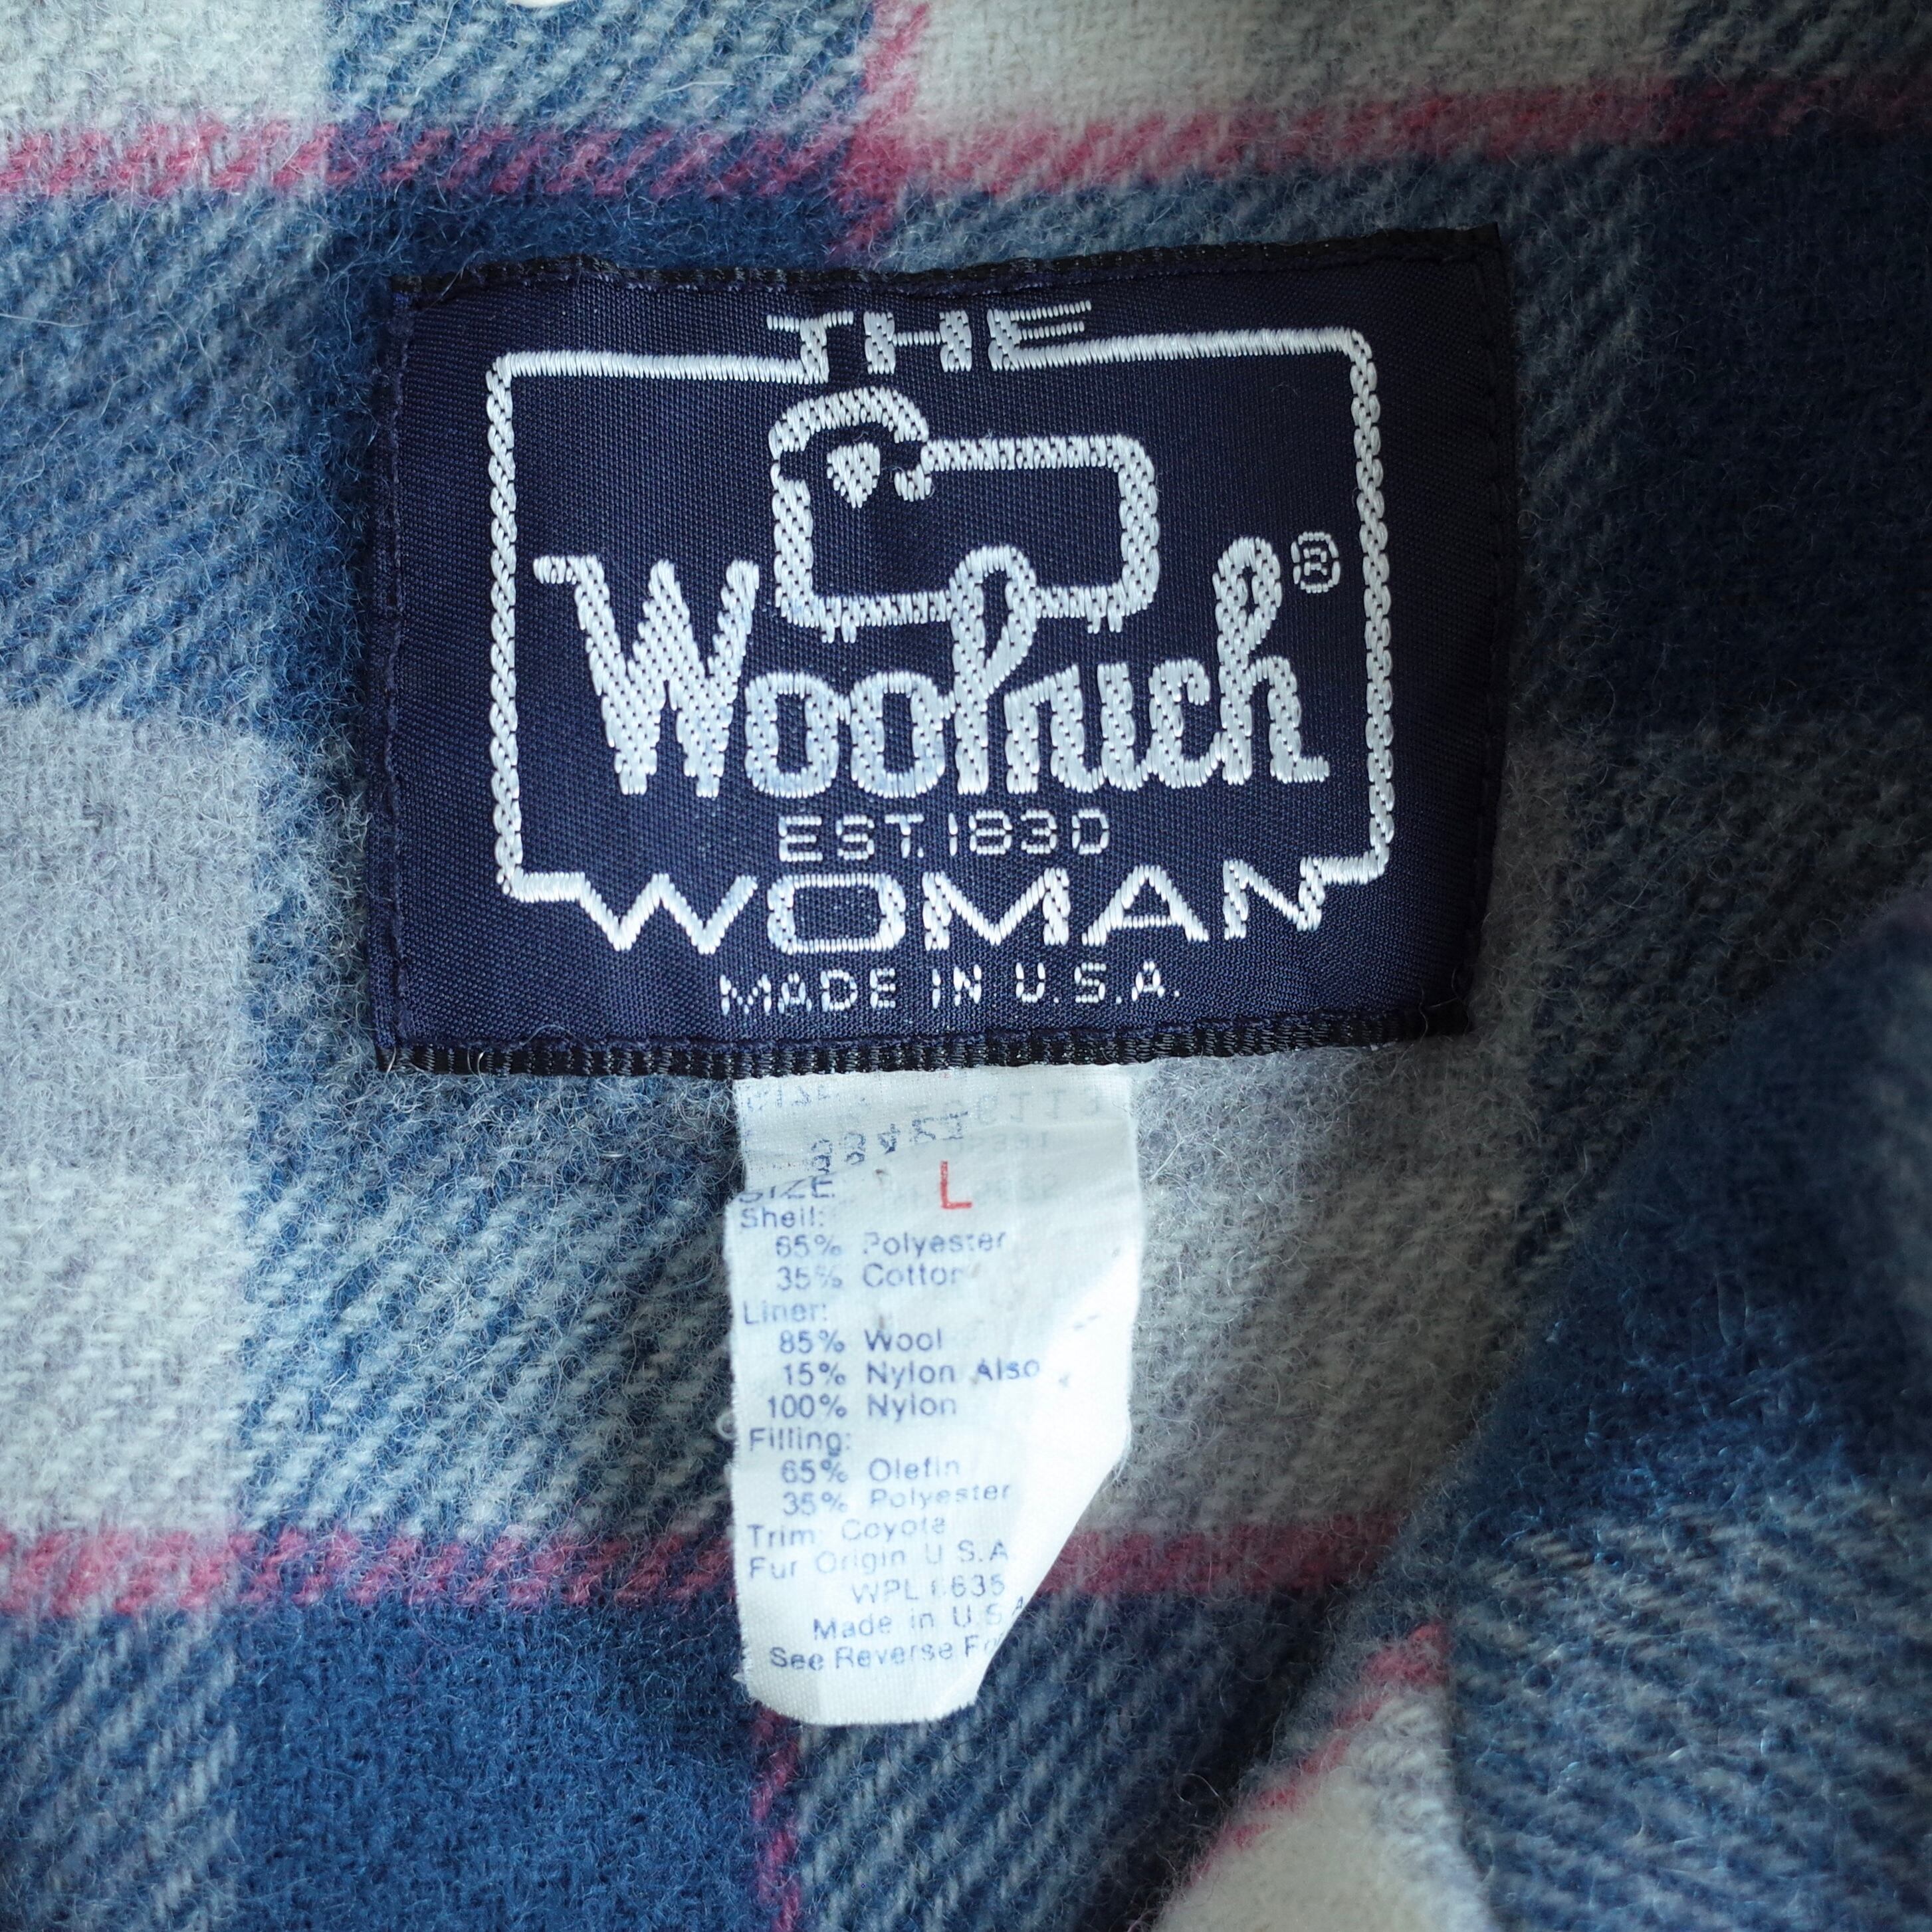 THE
Woolrich®
EST. 1830
WOMAN
MADE IN U.S.A.
SIZE L
Shell:
65% Polyester
35% Cotton
Liner:
85% Wool
15% Nylon Also
100% Nylon
Filling:
65% Olefin
35% Polyester
Trim: Coyote
Fur Origin U.S.A
WPL 6635
Made in U.S.A
See Reverse